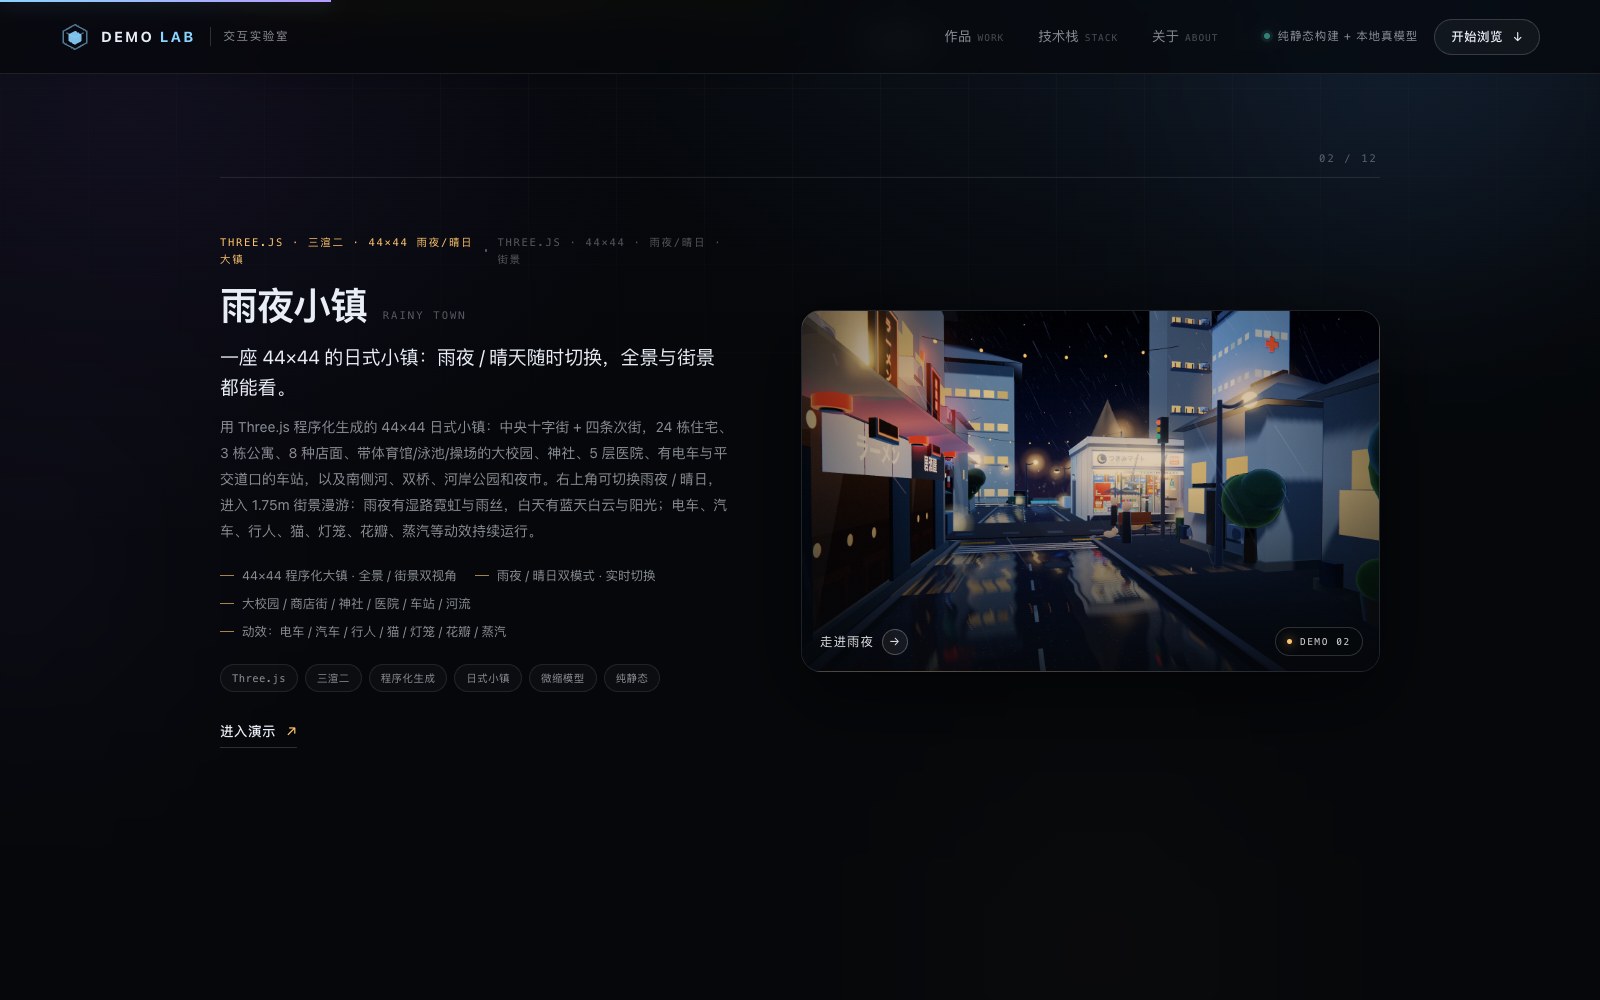 DEMO LAB 交互实验室 作品 WORK 技术栈 STACK 关于 ABOUT 纯静态构建 + 本地真模型 开始浏览 ↓
02 / 12
THREE.JS · 三渲二 · 44×44 雨夜/晴日大镇
· THREE.JS · 44×44 · 雨夜/晴日 · 街景
雨夜小镇 RAINY TOWN
一座 44×44 的日式小镇：雨夜 / 晴天随时切换，全景与街景
都能看。
用 Three.js 程序化生成的 44×44 日式小镇：中央十字街 + 四条次街，24 栋住宅、
3 栋公寓、8 种店面、带体育馆/泳池/操场的大校园、神社、5 层医院、有电车与平
交道口的车站，以及南侧河、双桥、河岸公园和夜市。右上角可切换雨夜 / 晴日，
进入 1.75m 街景漫游：雨夜有湿路霓虹与雨丝，白天有蓝天白云与阳光；电车、汽
车、行人、猫、灯笼、花瓣、蒸汽等动效持续运行。
— 44×44 程序化大镇 · 全景 / 街景双视角 — 雨夜 / 晴日双模式 · 实时切换
— 大校园 / 商店街 / 神社 / 医院 / 车站 / 河流
— 动效：电车 / 汽车 / 行人 / 猫 / 灯笼 / 花瓣 / 蒸汽
Three.js 三渲二 程序化生成 日式小镇 微缩模型 纯静态
进入演示 ↗
ラーメン
走进雨夜 →
DEMO 02